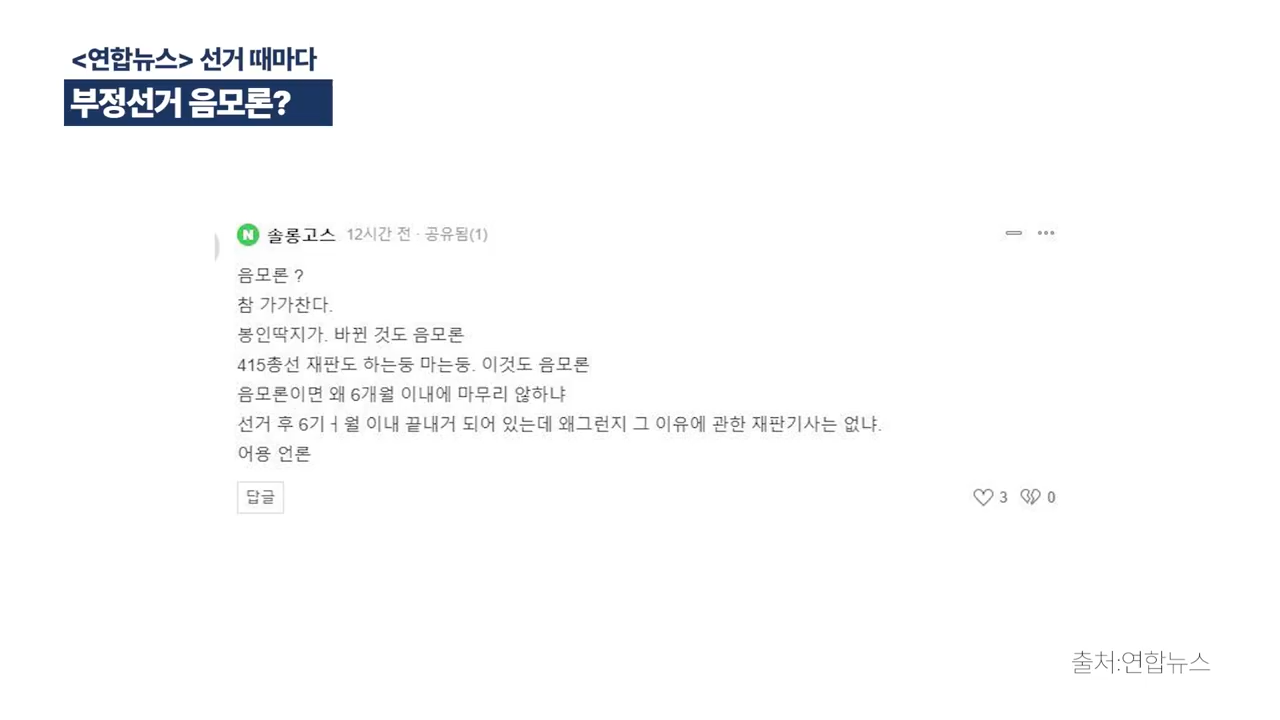 <연합뉴스> 선거 때마다
부정선거 음모론?
N 솔롱고스 12시간 전 · 공유됨(1)
음모론 ?
참 가가찬다.
봉인딱지가. 바뀐 것도 음모론
415총선 재판도 하는둥 마는둥. 이것도 음모론
음모론이면 왜 6개월 이내에 마무리 않하냐
선거 후 6기ㅓ월 이내 끝내거 되어 있는데 왜그런지 그 이유에 관한 재판기사는 없냐.
어용 언론
답글
3 0
출처:연합뉴스